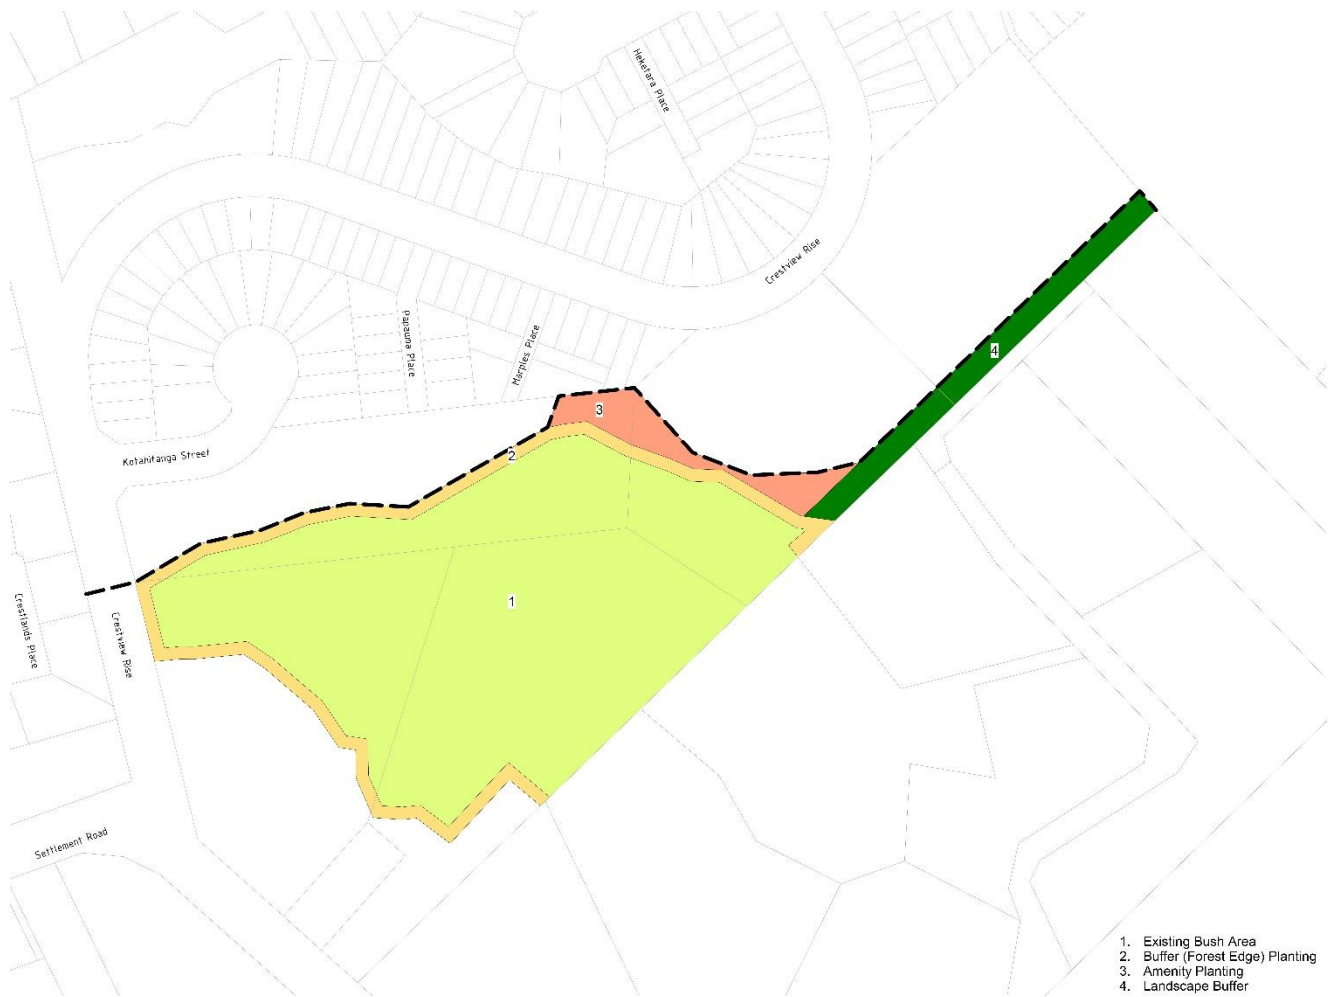 Heketara Place
Crestview Rise
Papauma Place
Marples Place
4
3
2
Kotahitanga Street
1
Crestlands Place
Crestview Rise
Settlement Road
1. Existing Bush Area
2. Buffer (Forest Edge) Planting
3. Amenity Planting
4. Landscape Buffer